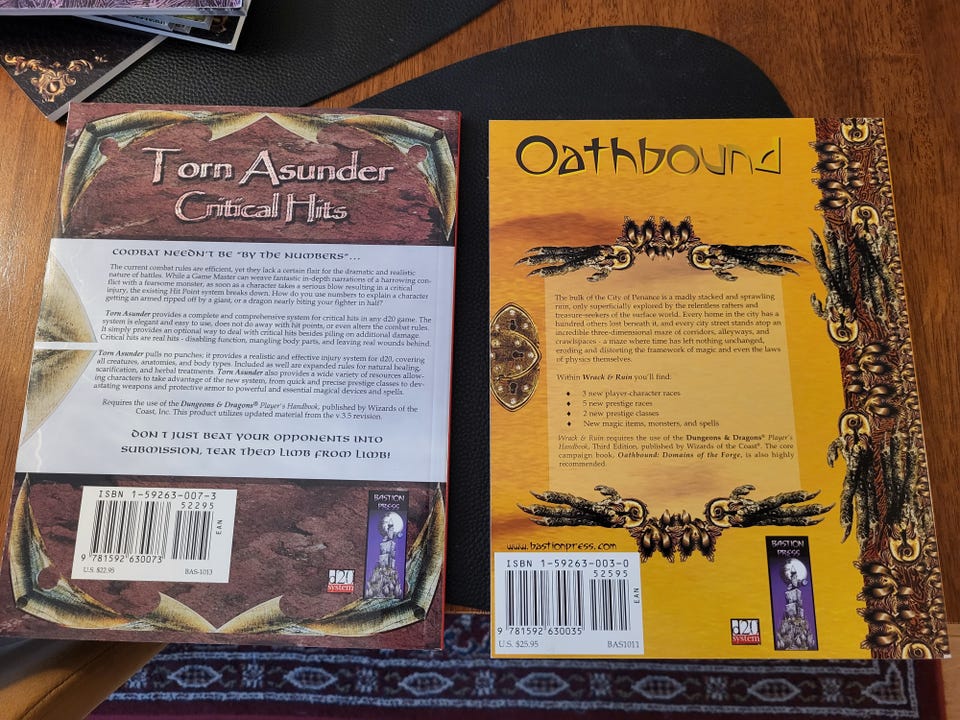 Torn Asunder
Critical Hits
COMBAT NEEDN'T BE "BY THE NUMBERS"...
The current combat rules are efficient, yet they lack a certain flair for the dramatic and realistic
nature of battles. While a Game Master can weave fantastic in-depth narrations of a harrowing con-
flict with a fearsome monster, as soon as a character takes a serious blow resulting in a critical
injury, the existing Hit Point system breaks down. How do you use numbers to explain a character
getting an armed ripped off by a giant, or a dragon nearly biting your fighter in half?
Torn Asunder provides a complete and comprehensive system for critical hits in any d20 game. The
system is elegant and easy to use, does not do away with hit points, or even alters the combat rules.
It simply provides an optional way to deal with critical hits besides piling on additional damage.
Critical hits are real hits - disabling function, mangling body parts, and leaving real wounds behind.
Torn Asunder pulls no punches; it provides a realistic and effective injury system for d20, covering
all creatures, anatomies, and body types. Included as well are expanded rules for natural healing,
scarification, and herbal treatments. Torn Asunder also provides a wide variety of resources allow-
ing characters to take advantage of the new system, from quick and precise prestige classes to dev-
astating weapons and protective armor to powerful and essential magical devices and spells.
Requires the use of the Dungeons & Dragons® Player's Handbook, published by Wizards of the
Coast, Inc. This product utilizes updated material from the v.3.5 revision.
DON'T JUST BEAT YOUR OPPONENTS INTO
SUBMISSION, TEAR THEM LIMB FROM LIMB!
ISBN 1-59263-007-3
52295
EAN
9 781592 630073
U.S. $22.95 BAS-1013
BASTION
PRESS
d20
system
Oathbound
The bulk of the City of Penance is a madly stacked and sprawling
ruin, only superficially explored by the relentless crafters and
treasure-seekers of the surface world. Every home in the city has a
hundred others lost beneath it, and every city street stands atop an
incredible three-dimensional maze of corridors, alleyways, and
crawlspaces - a maze where time has left nothing unchanged,
eroding and distorting the framework of magic and even the laws
of physics themselves.
Within Wrack & Ruin you'll find:
♦ 3 new player-character races
♦ 5 new prestige races
♦ 2 new prestige classes
♦ New magic items, monsters, and spells
Wrack & Ruin requires the use of the Dungeons & Dragons® Player's
Handbook, Third Edition, published by Wizards of the Coast®. The core
campaign book, Oathbound: Domains of the Forge, is also highly
recommended.
www.bastionpress.com
ISBN 1-59263-003-0
52595
EAN
9 781592 630035
U.S. $25.95 BAS1011
BASTION
PRESS
d20
system